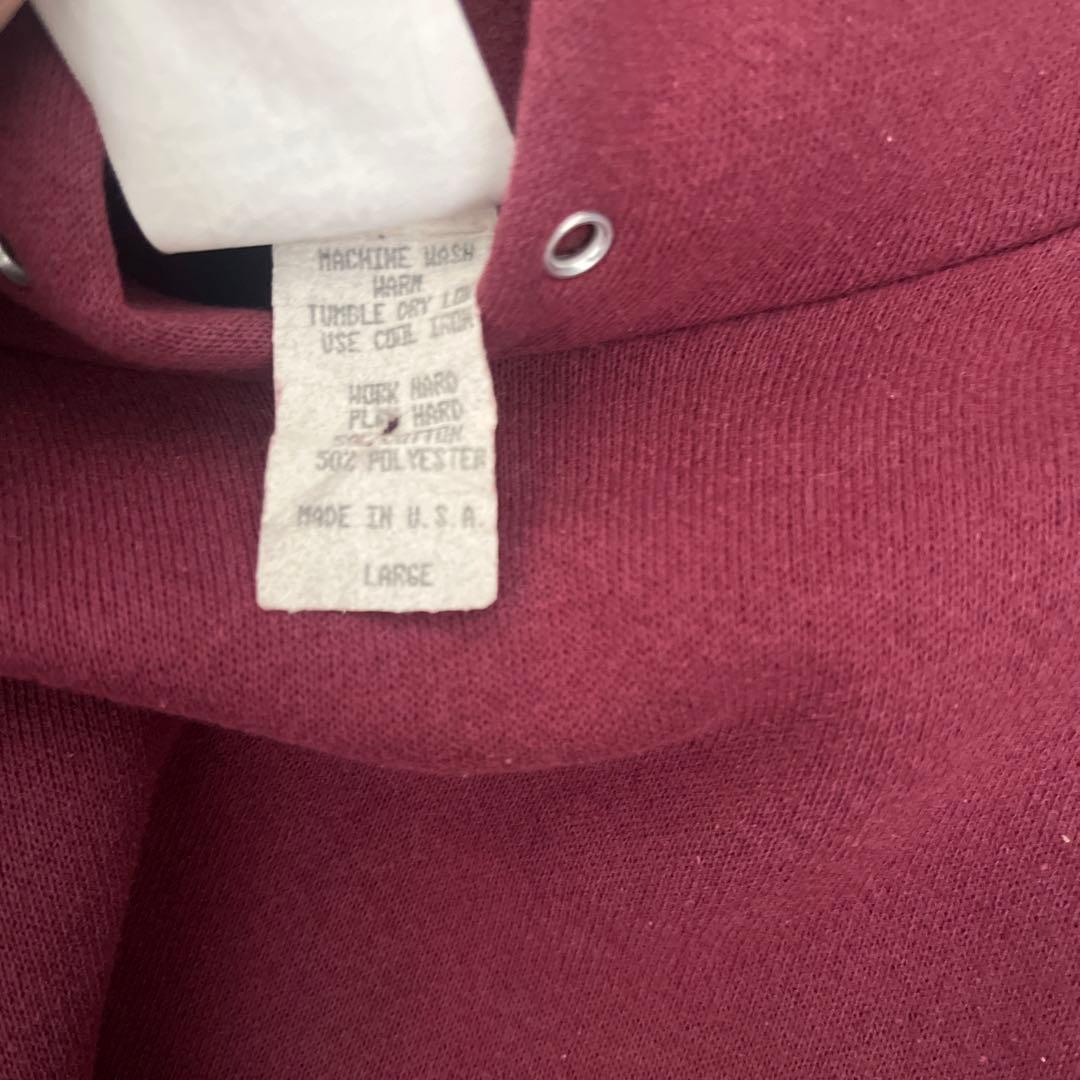 MACHINE WASH
WARM
TUMBLE DRY LOW
USE COOL IRON
WORK HARD
PLAY HARD
50% COTTON
50% POLYESTER
MADE IN U.S.A.
LARGE